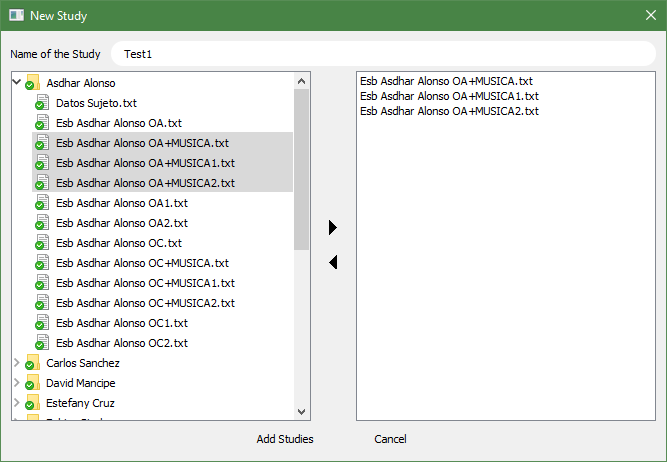 New Study
Name of the Study
Test1
Asdhar Alonso
Datos Sujeto.txt
Esb Asdhar Alonso OA.txt
Esb Asdhar Alonso OA+MUSICA.txt
Esb Asdhar Alonso OA+MUSICA1.txt
Esb Asdhar Alonso OA+MUSICA2.txt
Esb Asdhar Alonso OA1.txt
Esb Asdhar Alonso OA2.txt
Esb Asdhar Alonso OC.txt
Esb Asdhar Alonso OC+MUSICA.txt
Esb Asdhar Alonso OC+MUSICA1.txt
Esb Asdhar Alonso OC+MUSICA2.txt
Esb Asdhar Alonso OC1.txt
Esb Asdhar Alonso OC2.txt
Carlos Sanchez
David Mancipe
Estefany Cruz
Esb Asdhar Alonso OA+MUSICA.txt
Esb Asdhar Alonso OA+MUSICA1.txt
Esb Asdhar Alonso OA+MUSICA2.txt
Add Studies
Cancel